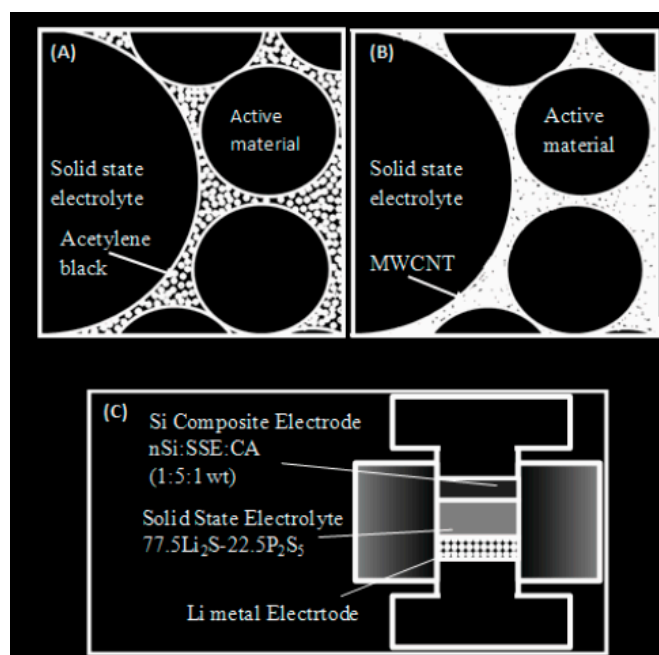 (A)
Active
material
Solid state
electrolyte
Acetylene
black
(B)
Active
material
Solid state
electrolyte
MWCNT
(C)
Si Composite Electrode
nSi:SSE:CA
(1:5:1 wt)
Solid State Electrolyte
77.5Li₂S-22.5P₂S₅
Li metal Electrtode